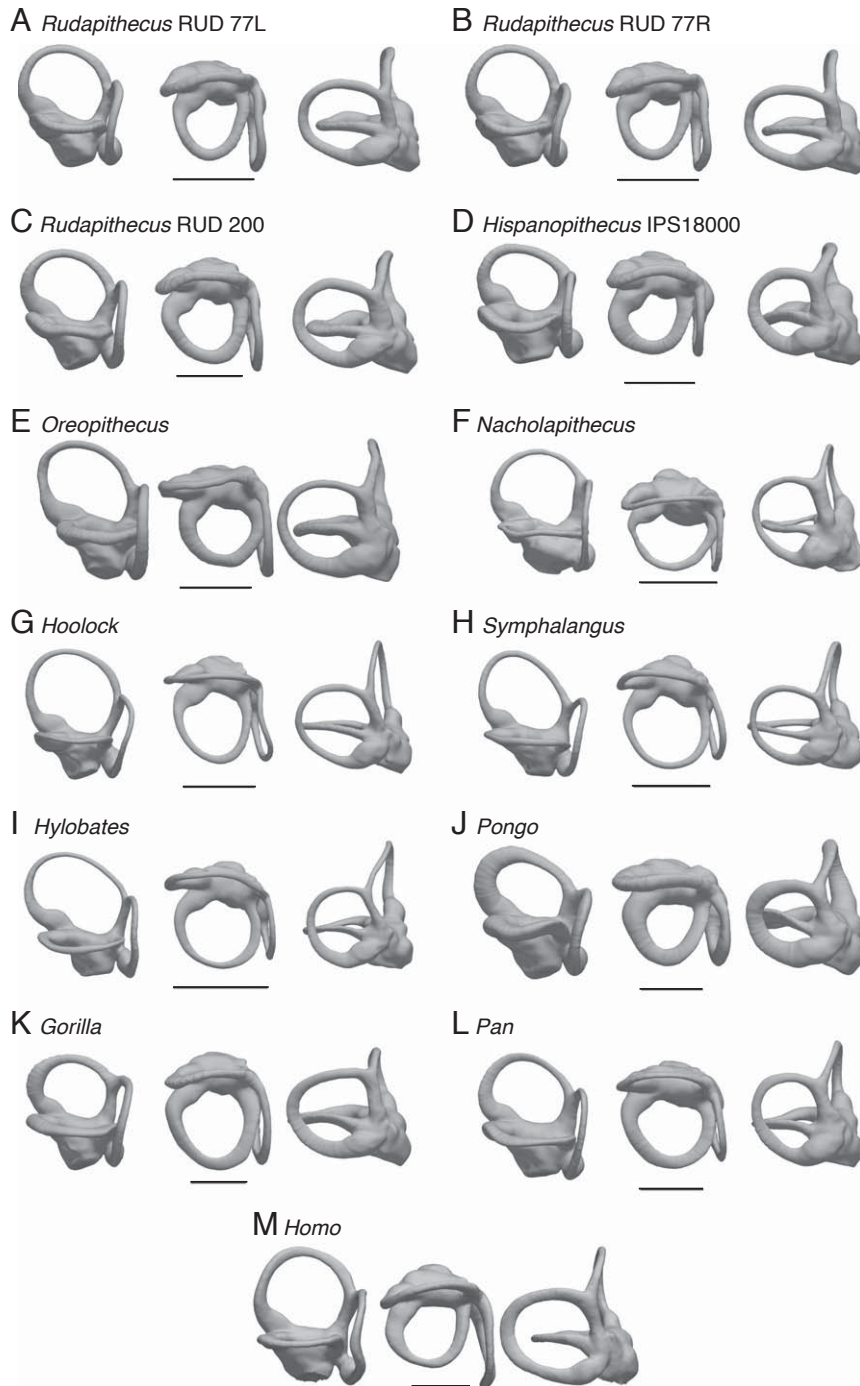 A Rudapithecus RUD 77L
B Rudapithecus RUD 77R
C Rudapithecus RUD 200
D Hispanopithecus IPS18000
E Oreopithecus
F Nacholapithecus
G Hoolock
H Symphalangus
I Hylobates
J Pongo
K Gorilla
L Pan
M Homo